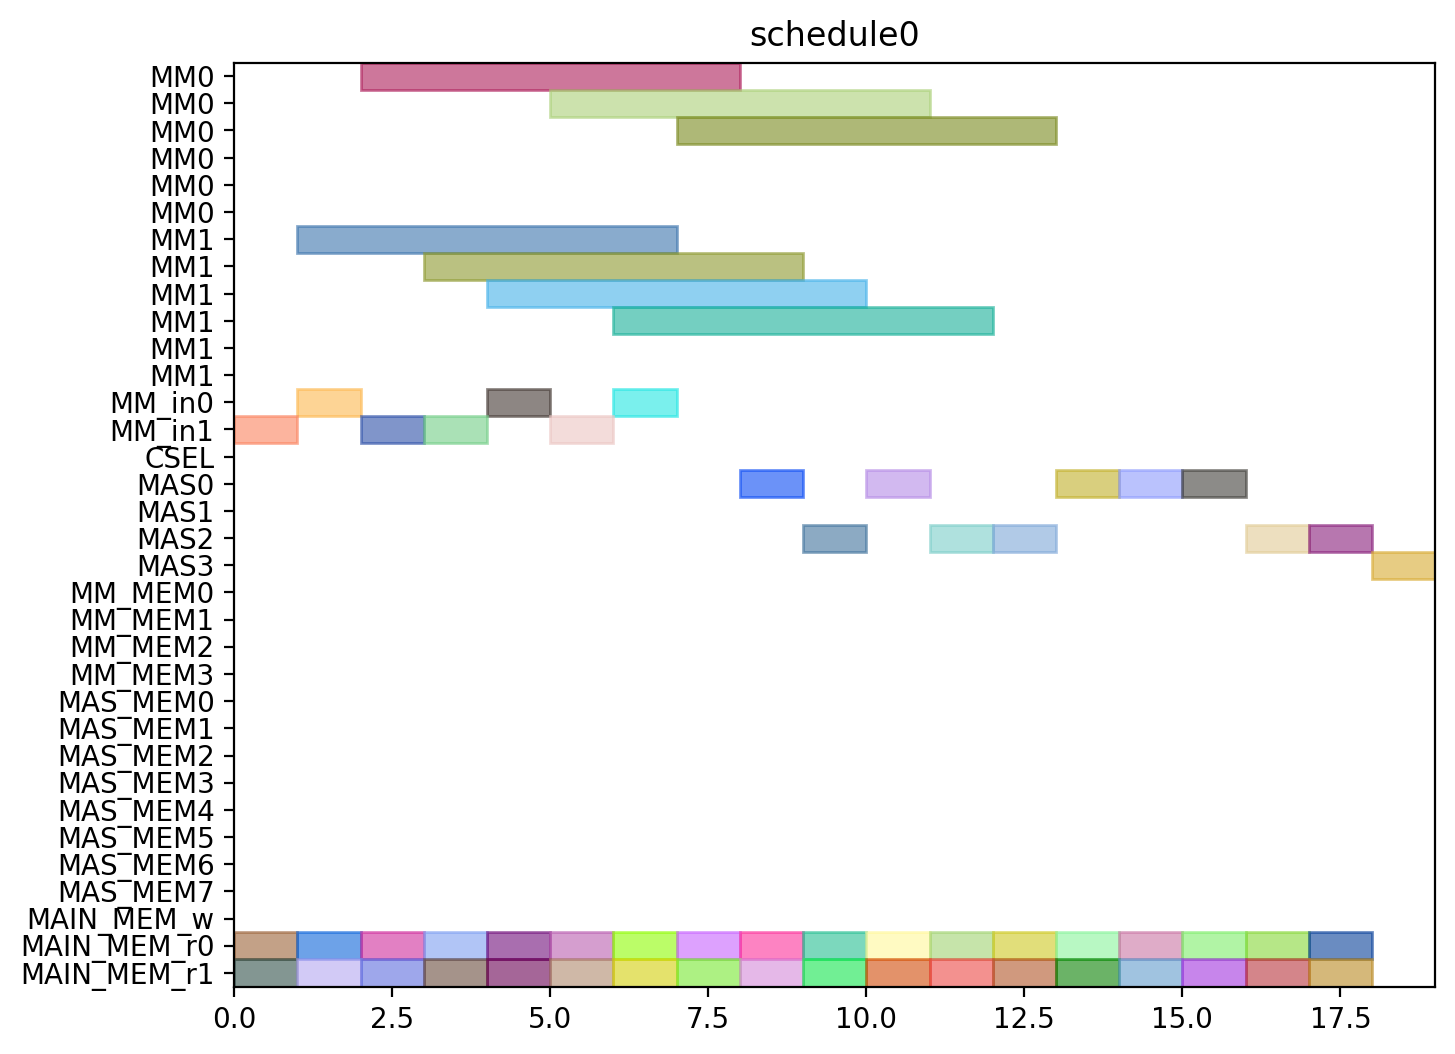 schedule0
MM0
MM0
MM0
MM0
MM0
MM0
MM1
MM1
MM1
MM1
MM1
MM1
MM_in0
MM_in1
CSEL
MAS0
MAS1
MAS2
MAS3
MM_MEM0
MM_MEM1
MM_MEM2
MM_MEM3
MAS_MEM0
MAS_MEM1
MAS_MEM2
MAS_MEM3
MAS_MEM4
MAS_MEM5
MAS_MEM6
MAS_MEM7
MAIN_MEM_w
MAIN_MEM_r0
MAIN_MEM_r1
0.0 2.5 5.0 7.5 10.0 12.5 15.0 17.5